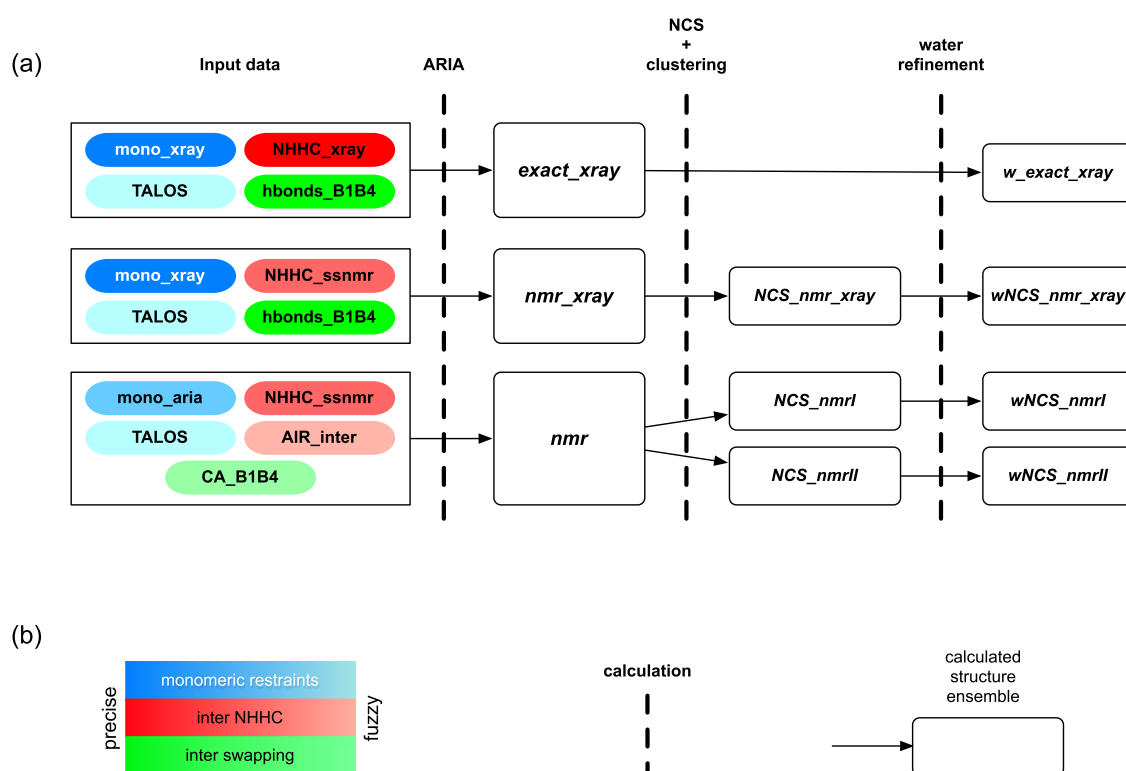 (a)
Input data
ARIA
NCS
+
clustering
water
refinement
mono_xray
NHHC_xray
TALOS
hbonds_B1B4
exact_xray
w_exact_xray
mono_xray
NHHC_ssnmr
TALOS
hbonds_B1B4
nmr_xray
NCS_nmr_xray
wNCS_nmr_xray
mono_aria
NHHC_ssnmr
TALOS
AIR_inter
CA_B1B4
nmr
NCS_nmrI
wNCS_nmrI
NCS_nmrII
wNCS_nmrII
(b)
precise
monomeric restraints
inter NHHC
inter swapping
fuzzy
calculation
calculated
structure
ensemble